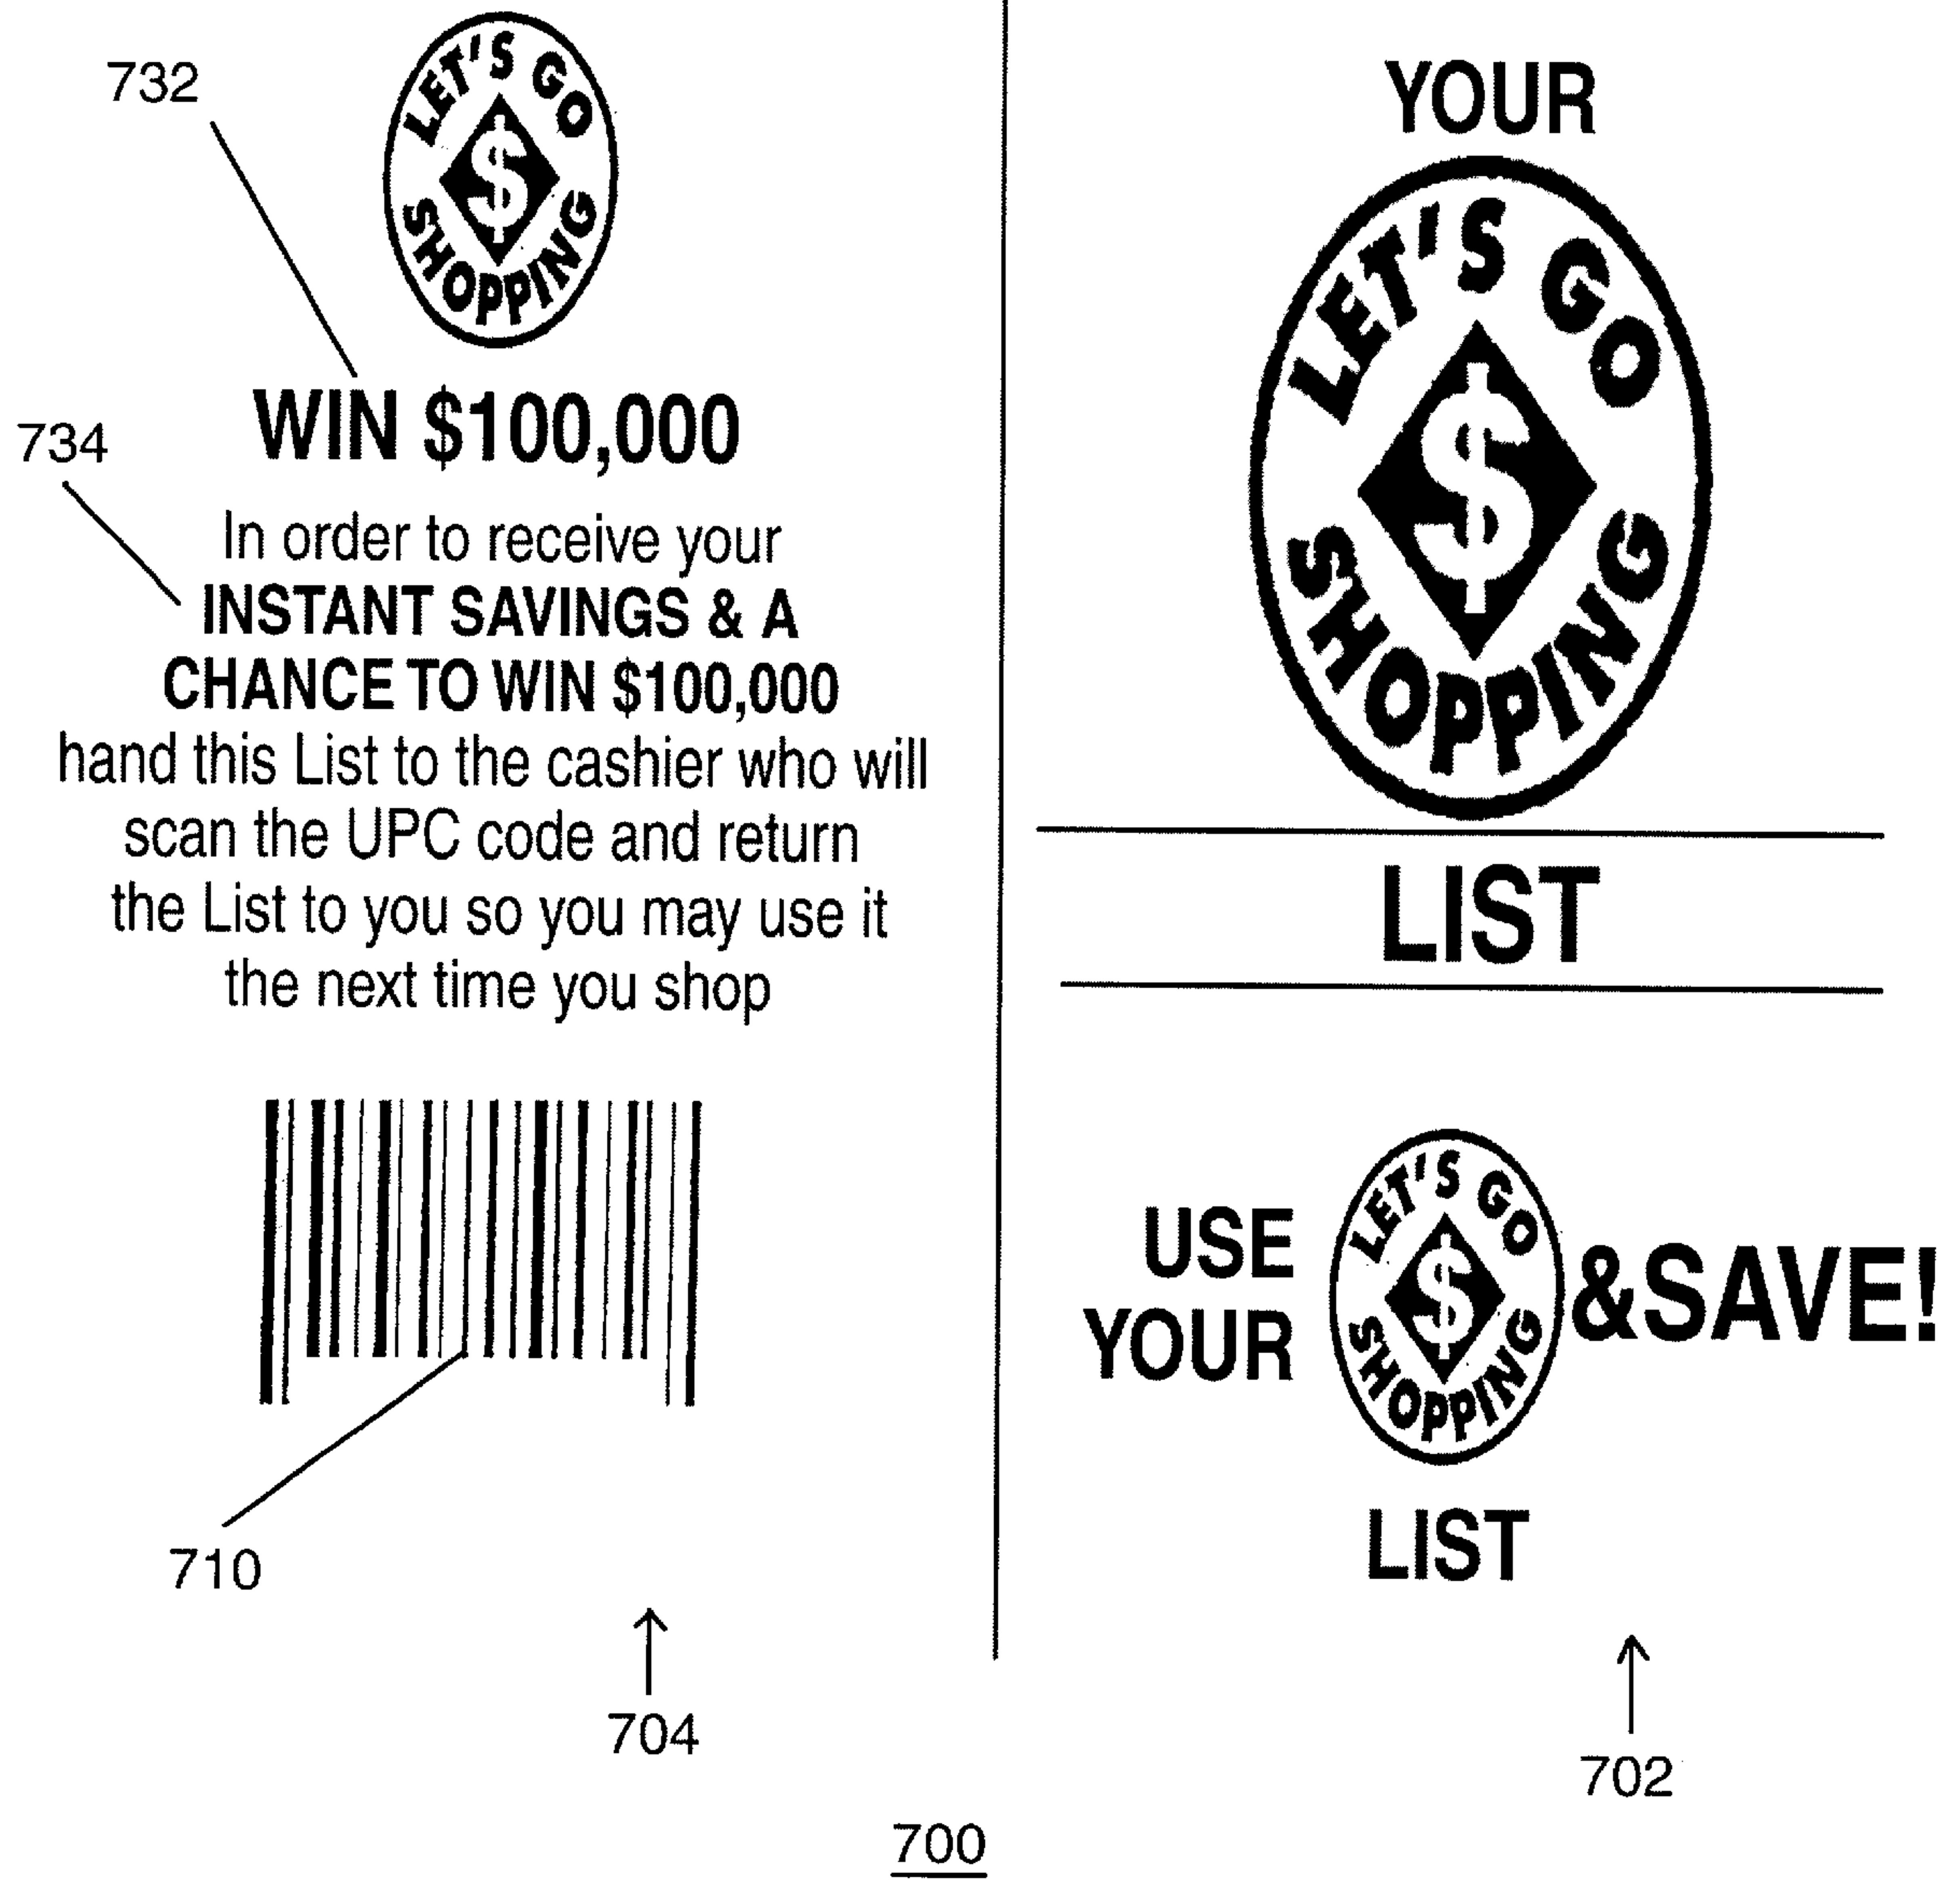 732
LET'S GO
$
SHOPPING
734
WIN $100,000
In order to receive your
INSTANT SAVINGS & A
CHANCE TO WIN $100,000
hand this List to the cashier who will
scan the UPC code and return
the List to you so you may use it
the next time you shop
710
704
YOUR
LET'S GO
$
SHOPPING
LIST
USE
YOUR
LET'S GO
$
SHOPPING
&SAVE!
LIST
702
700